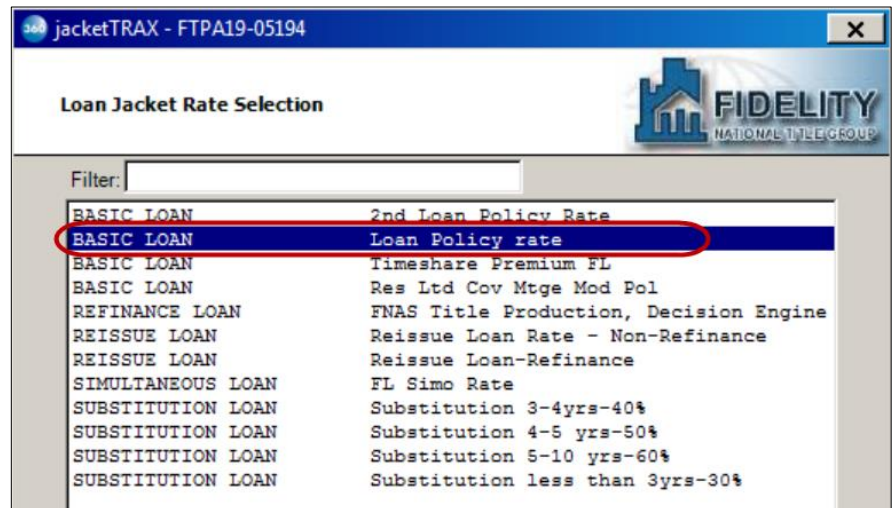 360 jacketTRAX - FTPA19-05194
Loan Jacket Rate Selection
FIDELITY
NATIONAL TITLE GROUP
Filter:
BASIC LOAN 2nd Loan Policy Rate
BASIC LOAN Loan Policy rate
BASIC LOAN Timeshare Premium FL
BASIC LOAN Res Ltd Cov Mtge Mod Pol
REFINANCE LOAN FNAS Title Production, Decision Engine
REISSUE LOAN Reissue Loan Rate - Non-Refinance
REISSUE LOAN Reissue Loan-Refinance
SIMULTANEOUS LOAN FL Simo Rate
SUBSTITUTION LOAN Substitution 3-4yrs-40%
SUBSTITUTION LOAN Substitution 4-5 yrs-50%
SUBSTITUTION LOAN Substitution 5-10 yrs-60%
SUBSTITUTION LOAN Substitution less than 3yrs-30%